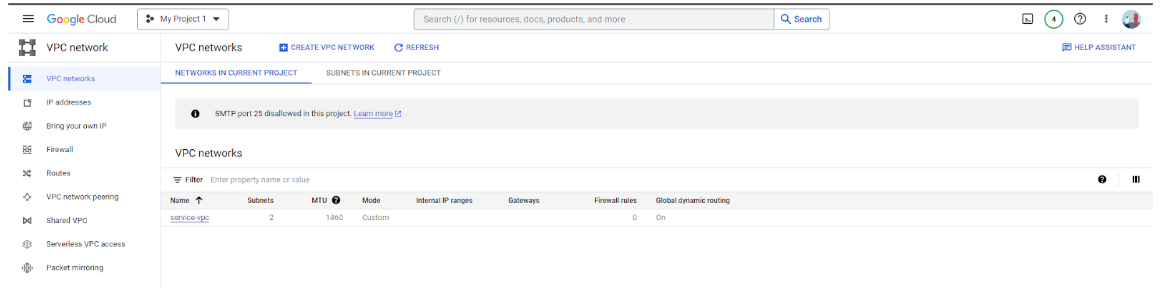 Google Cloud My Project 1 Search (/) for resources, docs, products, and more Search 4
VPC network VPC networks CREATE VPC NETWORK REFRESH HELP ASSISTANT
VPC networks
IP addresses
Bring your own IP
Firewall
Routes
VPC network peering
Shared VPC
Serverless VPC access
Packet mirroring
NETWORKS IN CURRENT PROJECT SUBNETS IN CURRENT PROJECT
SMTP port 25 disallowed in this project. Learn more
VPC networks
Filter Enter property name or value
Name Subnets MTU Mode Internal IP ranges Gateways Firewall rules Global dynamic routing
service-vpc 2 1460 Custom 0 On